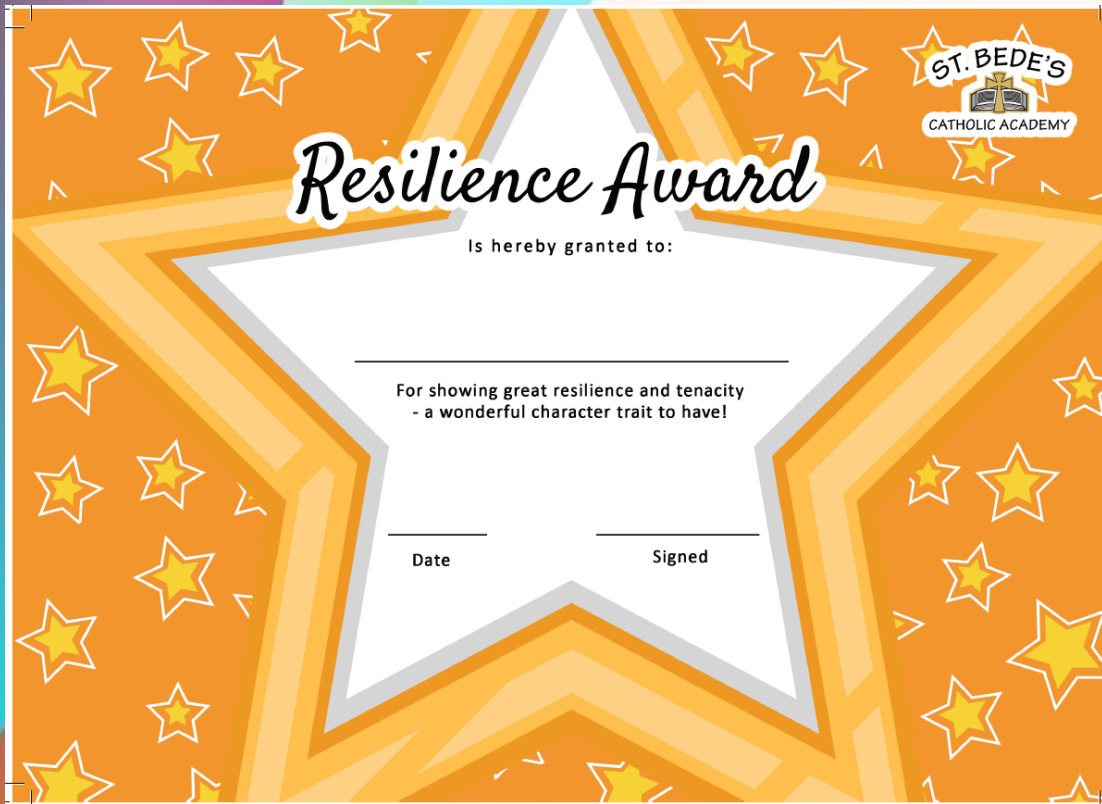 ST. BEDE'S
CATHOLIC ACADEMY
Resilience Award
Is hereby granted to:
For showing great resilience and tenacity
- a wonderful character trait to have!
Date
Signed